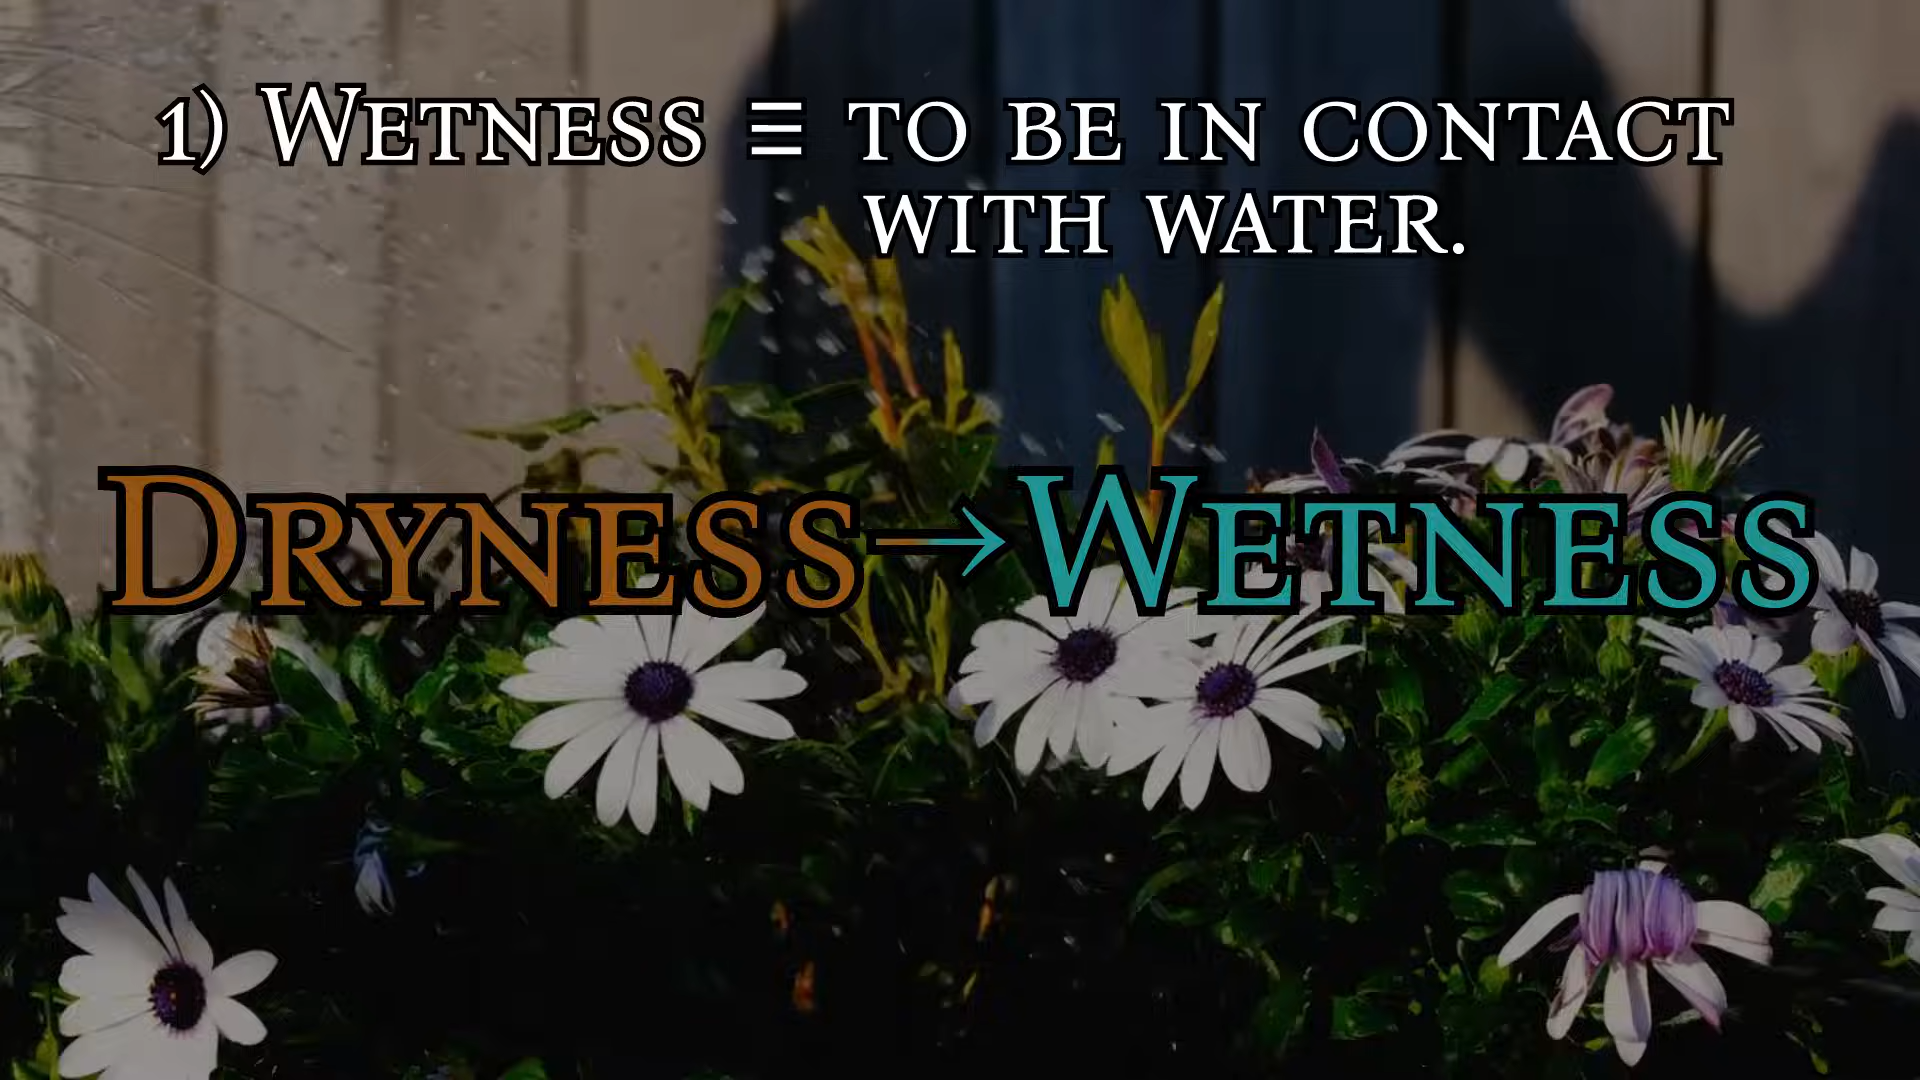 1) Wetness ≡ to be in contact
with water.
Dryness→Wetness